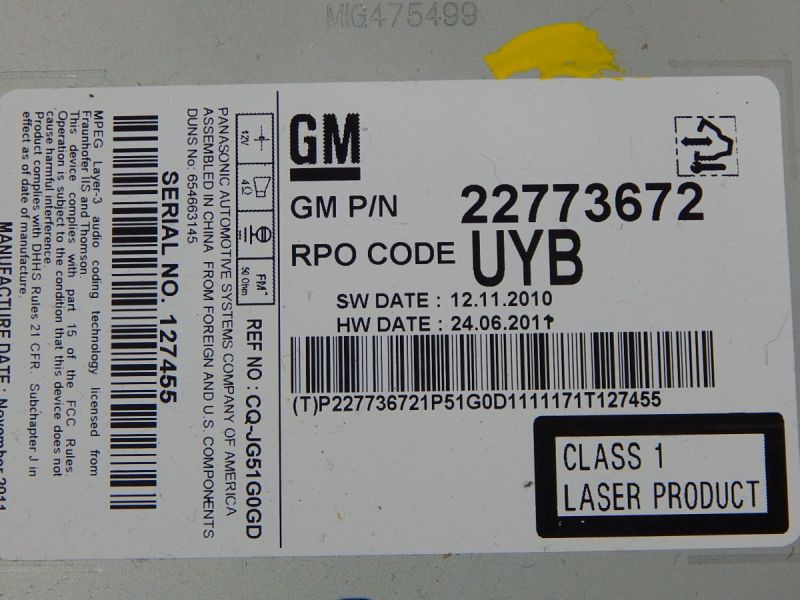 MIG475499
GM
GM P/N 22773672
RPO CODE UYB
SW DATE : 12.11.2010
HW DATE : 24.06.2011
(T)P227736721P51G0D1111171T127455
CLASS 1
LASER PRODUCT
12V
4Ω
FM
50 Ohm
REF NO : CQ-JG51G0GD
PANASONIC AUTOMOTIVE SYSTEMS COMPANY OF AMERICA
ASSEMBLED IN CHINA FROM FOREIGN AND U.S. COMPONENTS
DUNS No: 654663145
SERIAL NO. 127455
MPEG Layer-3 audio coding technology licensed from
Fraunhofer IIS and Thomson.
This device complies with part 15 of the FCC Rules
Operation is subject to the condition that this device does not
cause harmful interference.
Product complies with DHHS Rules 21 CFR. Subchapter J in
effect as of date of manufacture.
MANUFACTURE DATE : November 2011